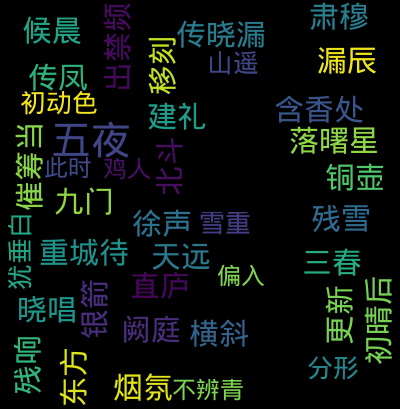 候晨
出禁频
移刻
传晓漏
肃穆
山遥
漏辰
传凤
初动色
建礼
含香处
催筹当
五夜
落曙星
此时
鸡人
北斗
铜壶
九门
徐声
雪重
残雪
犹垂白
重城待
天远
三春
直庐
偏入
银箭
晓唱
阙庭
横斜
更新
初晴后
残响
东方
分形
烟氛
不辨青